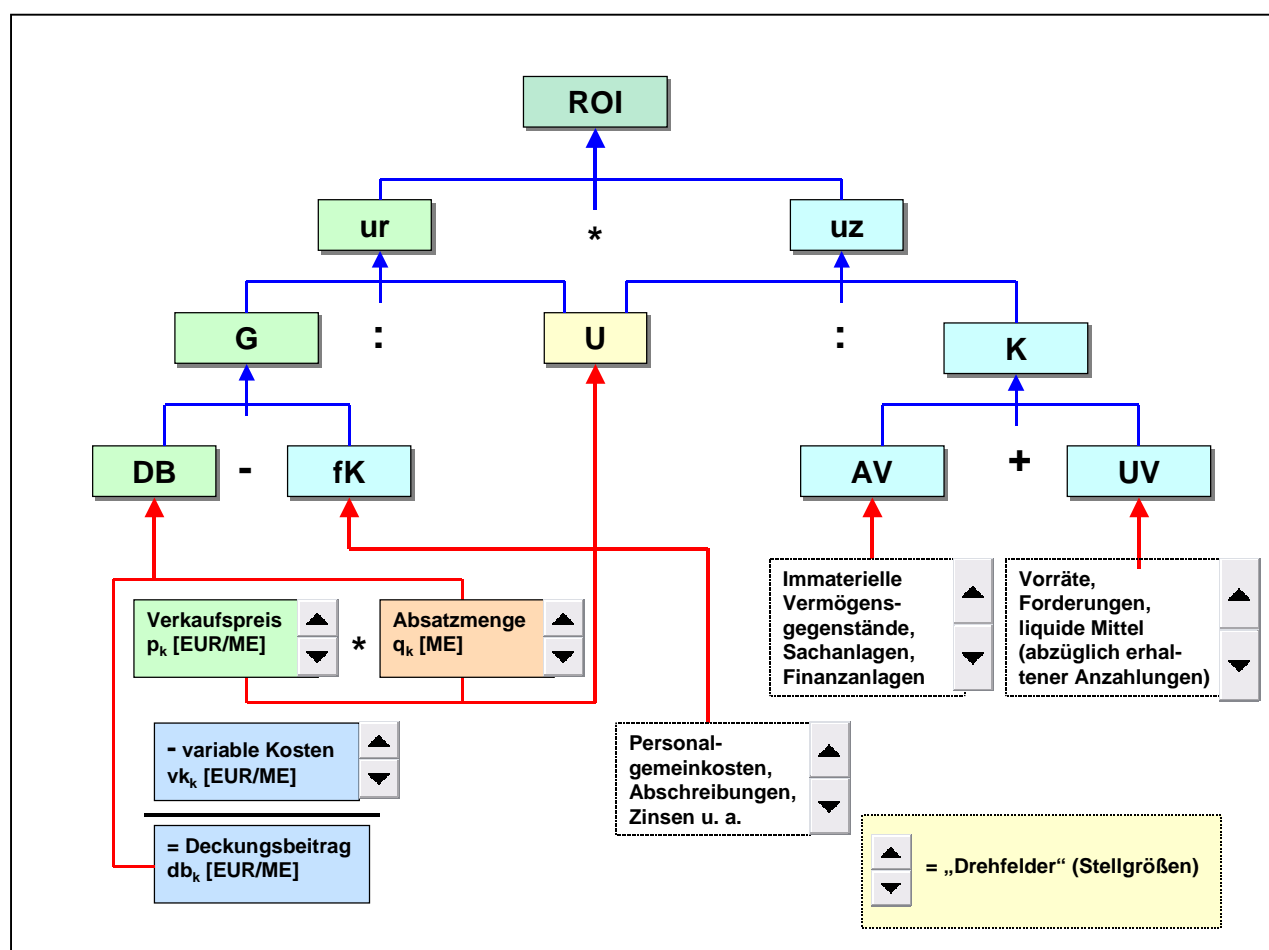 ROI
ur
*
uz
G
:
U
:
K
DB
-
fK
AV
+
UV
Verkaufspreis
pk [EUR/ME]
*
Absatzmenge
qk [ME]
Immaterielle
Vermögens-
gegenstände,
Sachanlagen,
Finanzanlagen
Vorräte,
Forderungen,
liquide Mittel
(abzüglich erhal-
tener Anzahlungen)
- variable Kosten
vkk [EUR/ME]
= Deckungsbeitrag
dbk [EUR/ME]
Personal-
gemeinkosten,
Abschreibungen,
Zinsen u. a.
= „Drehfelder“ (Stellgrößen)